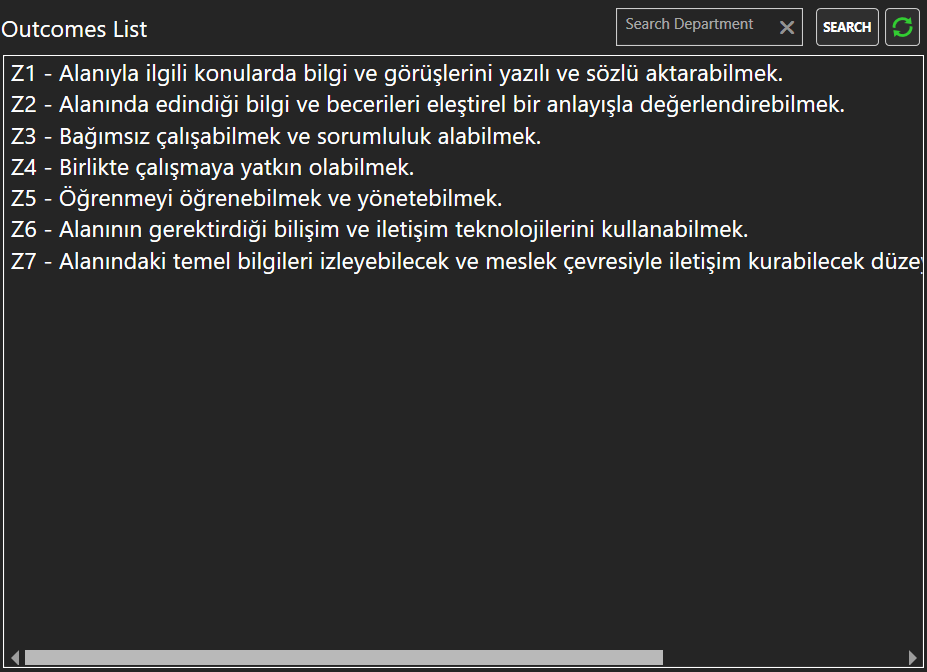 Outcomes List
Search Department
SEARCH
Z1 - Alanıyla ilgili konularda bilgi ve görüşlerini yazılı ve sözlü aktarabilmek.
Z2 - Alanında edindiği bilgi ve becerileri eleştirel bir anlayışla değerlendirebilmek.
Z3 - Bağımsız çalışabilmek ve sorumluluk alabilmek.
Z4 - Birlikte çalışmaya yatkın olabilmek.
Z5 - Öğrenmeyi öğrenebilmek ve yönetebilmek.
Z6 - Alanının gerektirdiği bilişim ve iletişim teknolojilerini kullanabilmek.
Z7 - Alanındaki temel bilgileri izleyebilecek ve meslek çevresiyle iletişim kurabilecek